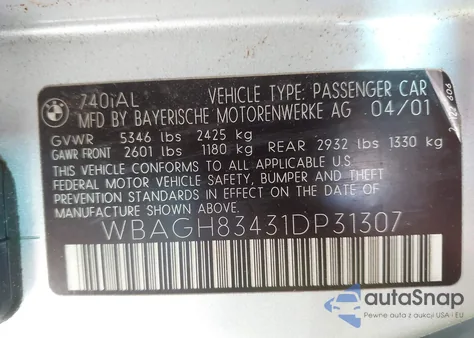 740iAL VEHICLE TYPE: PASSENGER CAR
MFD BY BAYERISCHE MOTORENWERKE AG 04/01
GVWR 5346 lbs 2425 kg
GAWR FRONT 2601 lbs 1180 kg REAR 2932 lbs 1330 kg
THIS VEHICLE CONFORMS TO ALL APPLICABLE U.S.
FEDERAL MOTOR VEHICLE SAFETY, BUMPER AND THEFT
PREVENTION STANDARDS IN EFFECT ON THE DATE OF
MANUFACTURE SHOWN ABOVE.
WBAGH83431DP31307
autoSnap
Pewne auta z aukcji USA i EU